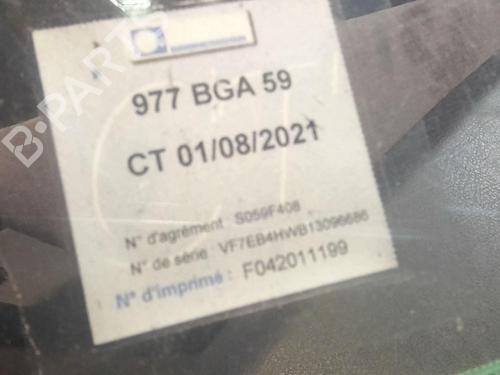 B-PARTS
977 BGA 59
CT 01/08/2021
N° d'agrément : S059F408
N° de série : VF7EB4HWB13096686
N° d'imprimé : F042011199